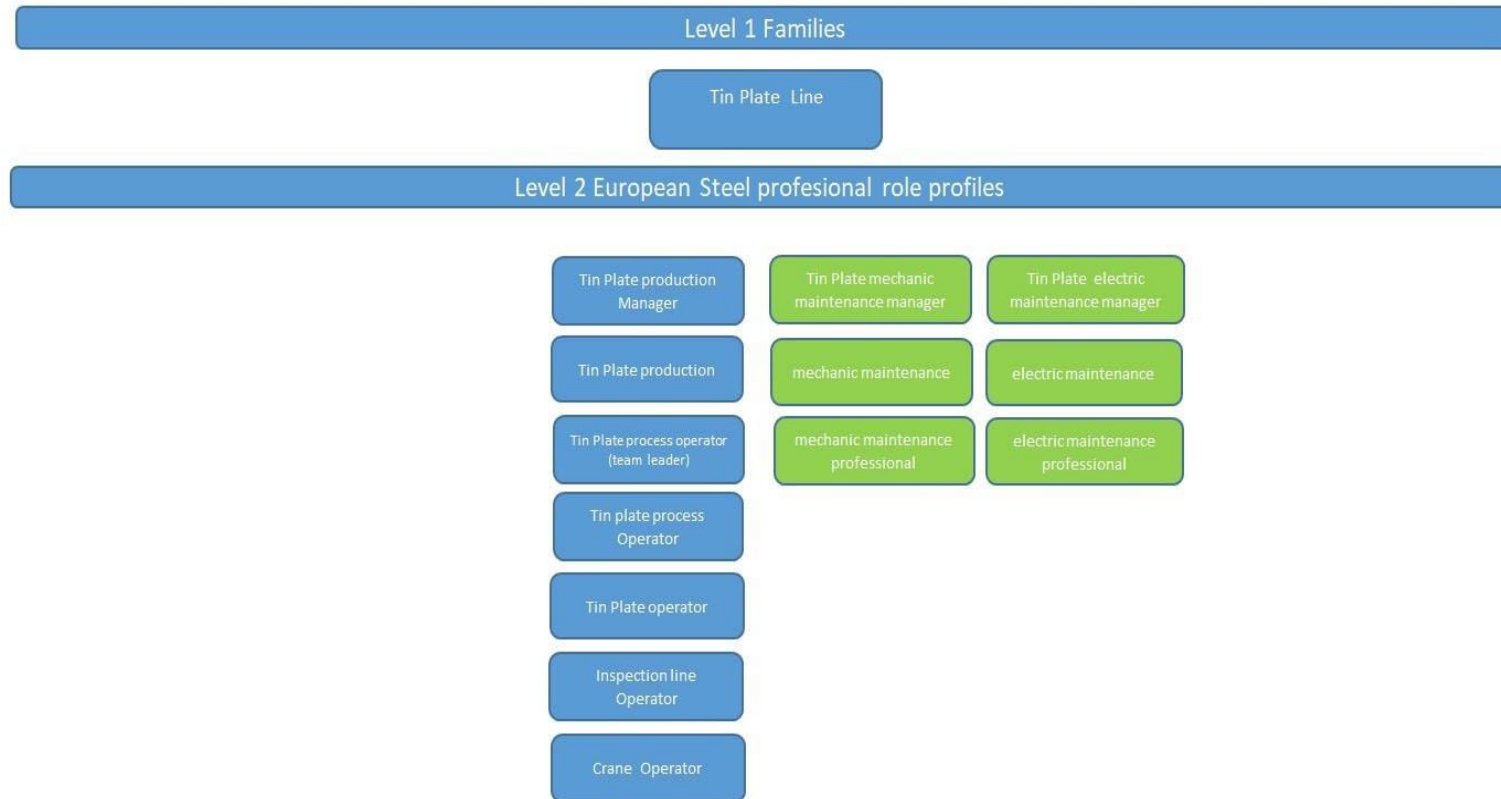 Level 1 Families
Tin Plate Line
Level 2 European Steel profesional role profiles
Tin Plate production
Manager
Tin Plate mechanic
maintenance manager
Tin Plate electric
maintenance manager
Tin Plate production
mechanic maintenance
electric maintenance
Tin Plate process operator
(team leader)
mechanic maintenance
professional
electric maintenance
professional
Tin plate process
Operator
Tin Plate operator
Inspection line
Operator
Crane Operator